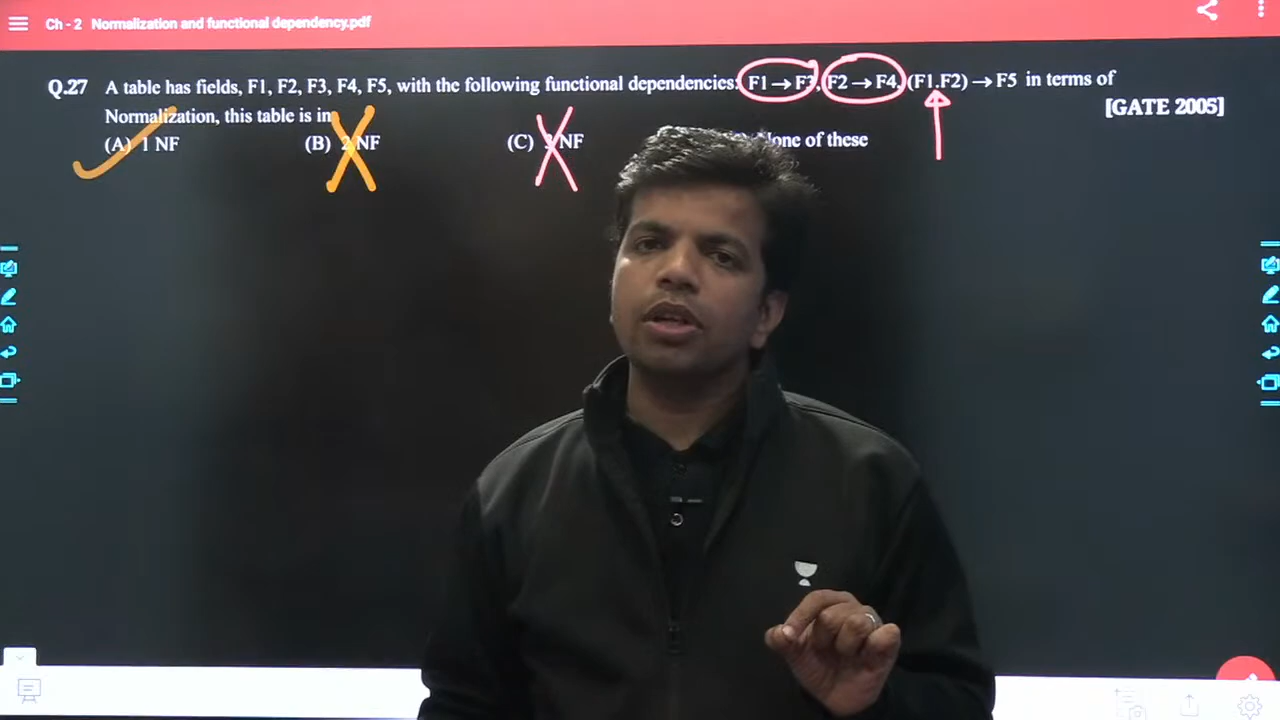 Ch - 2 Normalization and functional dependency.pdf
Q.27 A table has fields, F1, F2, F3, F4, F5, with the following functional dependencies: F1 → F3, F2 → F4, (F1.F2) → F5 in terms of
Normalization, this table is in
[GATE 2005]
(A) 1 NF (B) 2 NF (C) 3 NF None of these